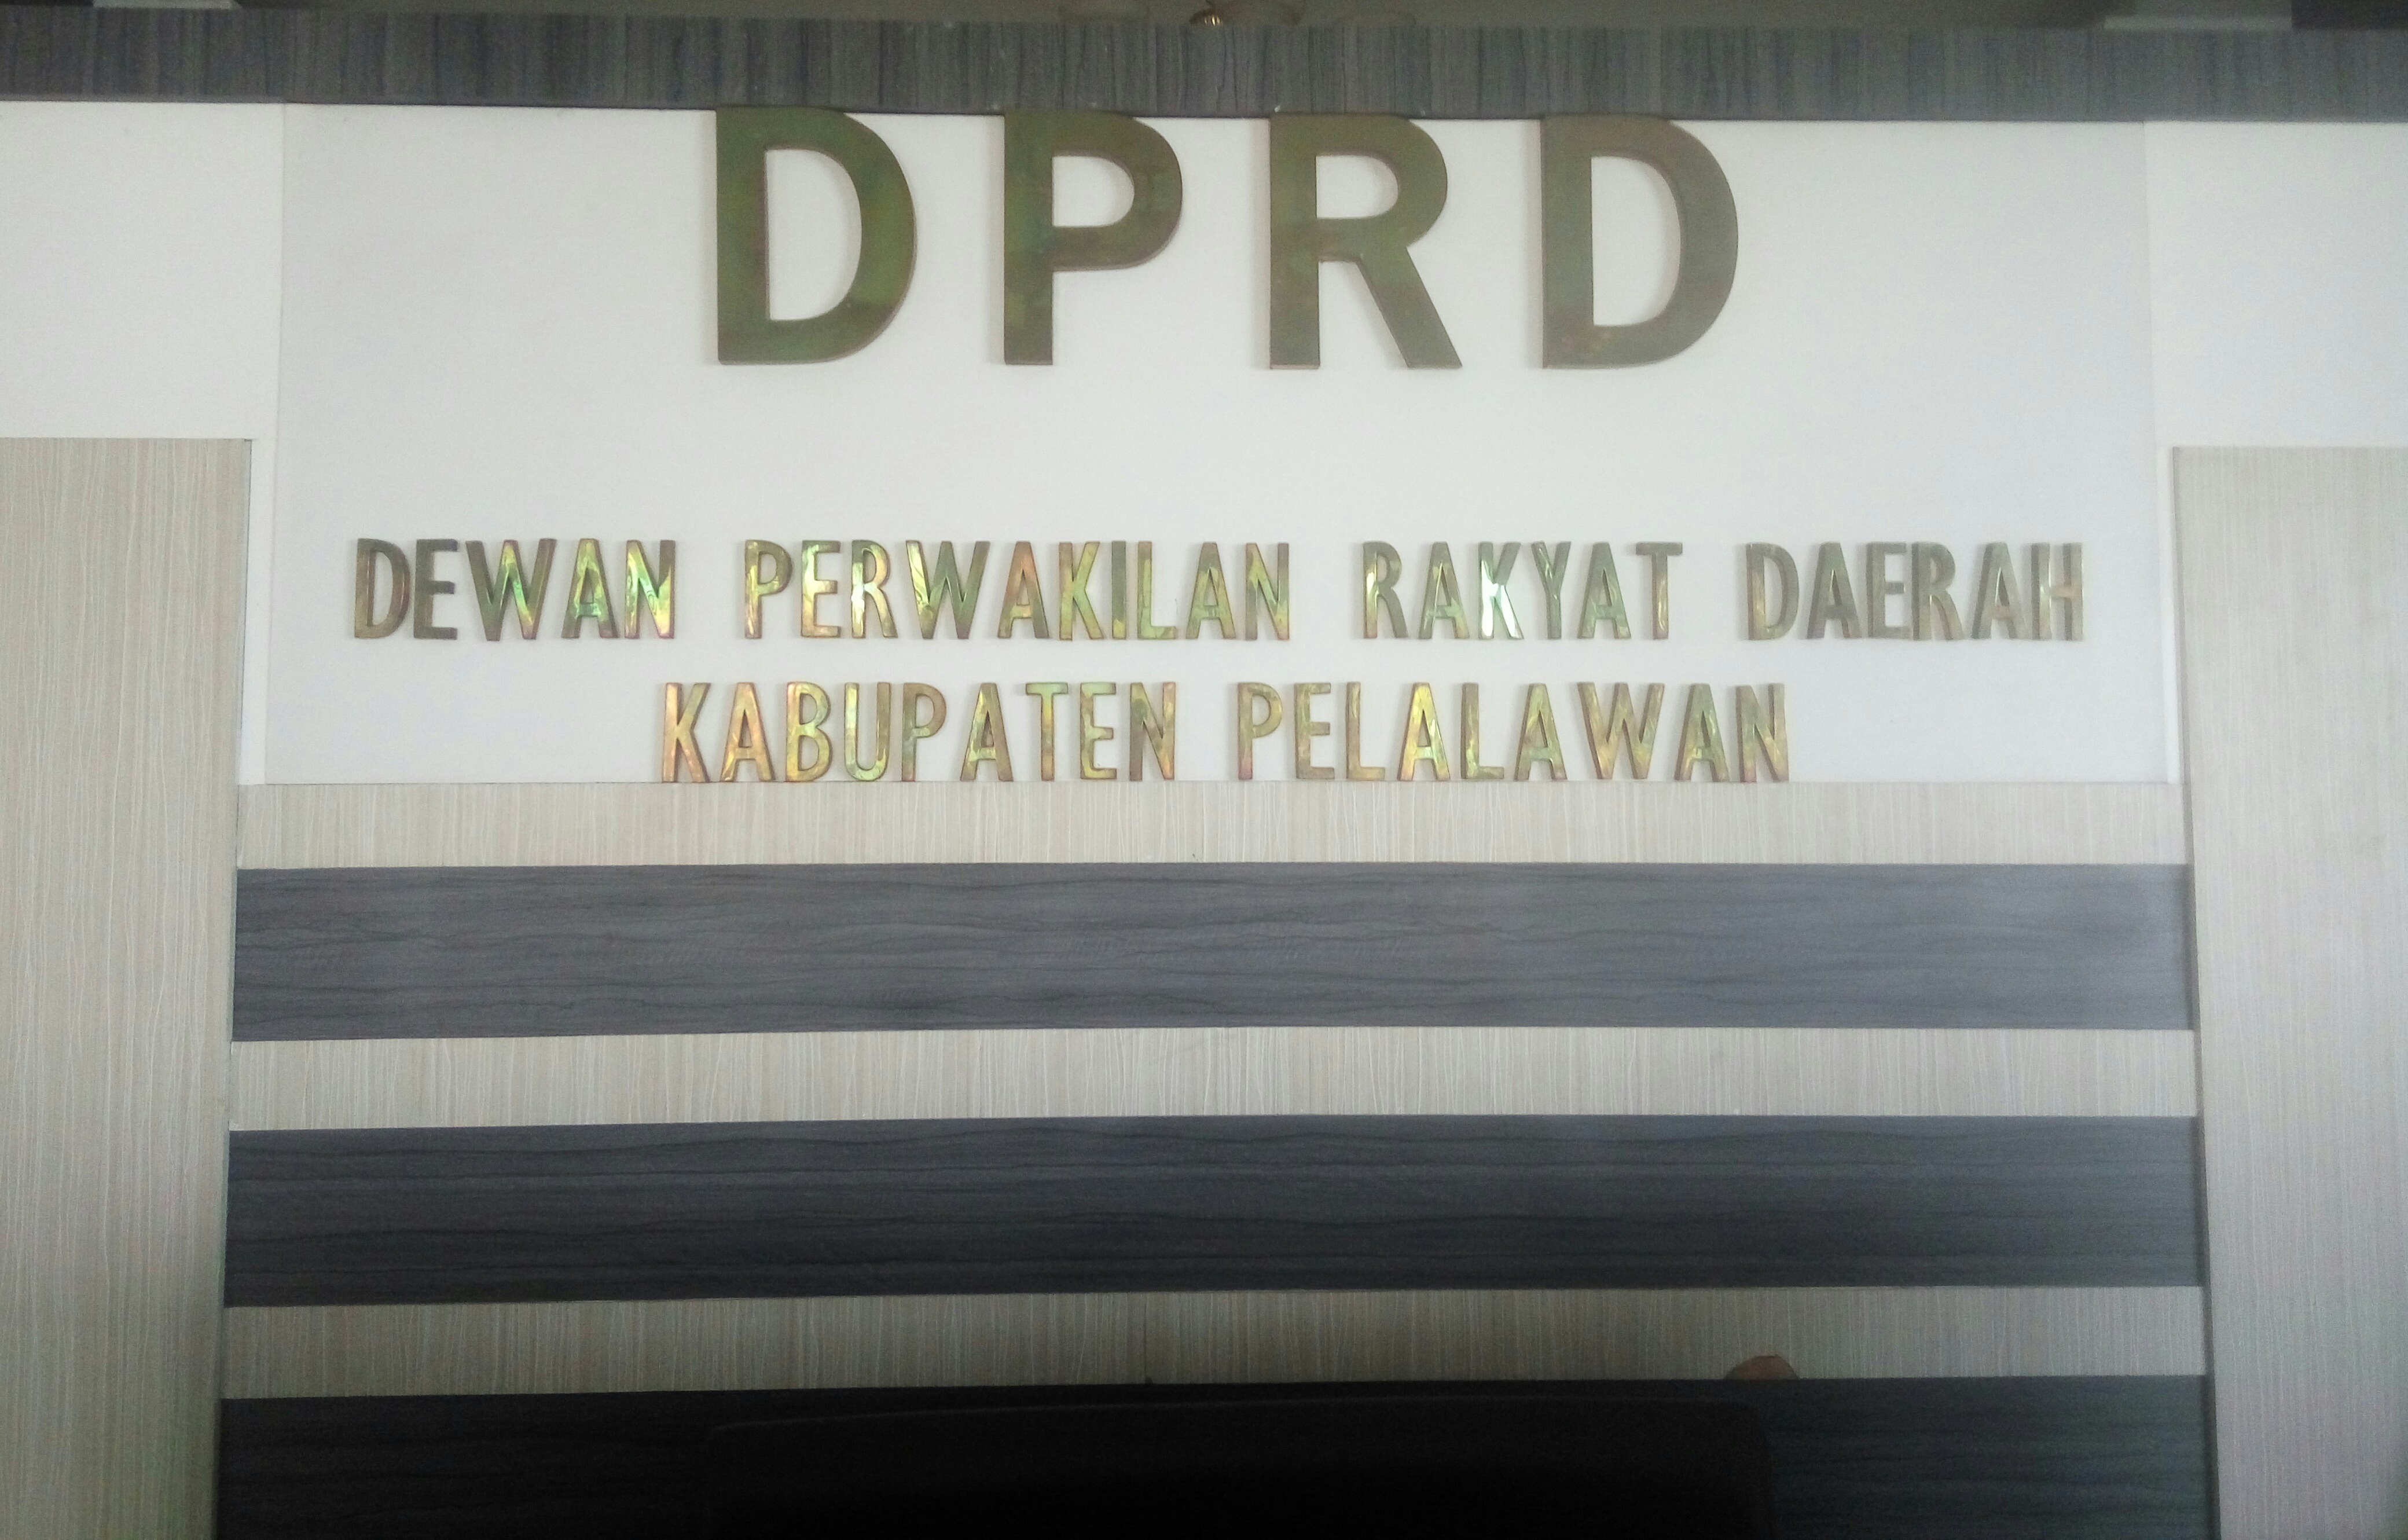 DPRD
DEWAN PERWAKILAN RAKYAT DAERAH
KABUPATEN PELALAWAN